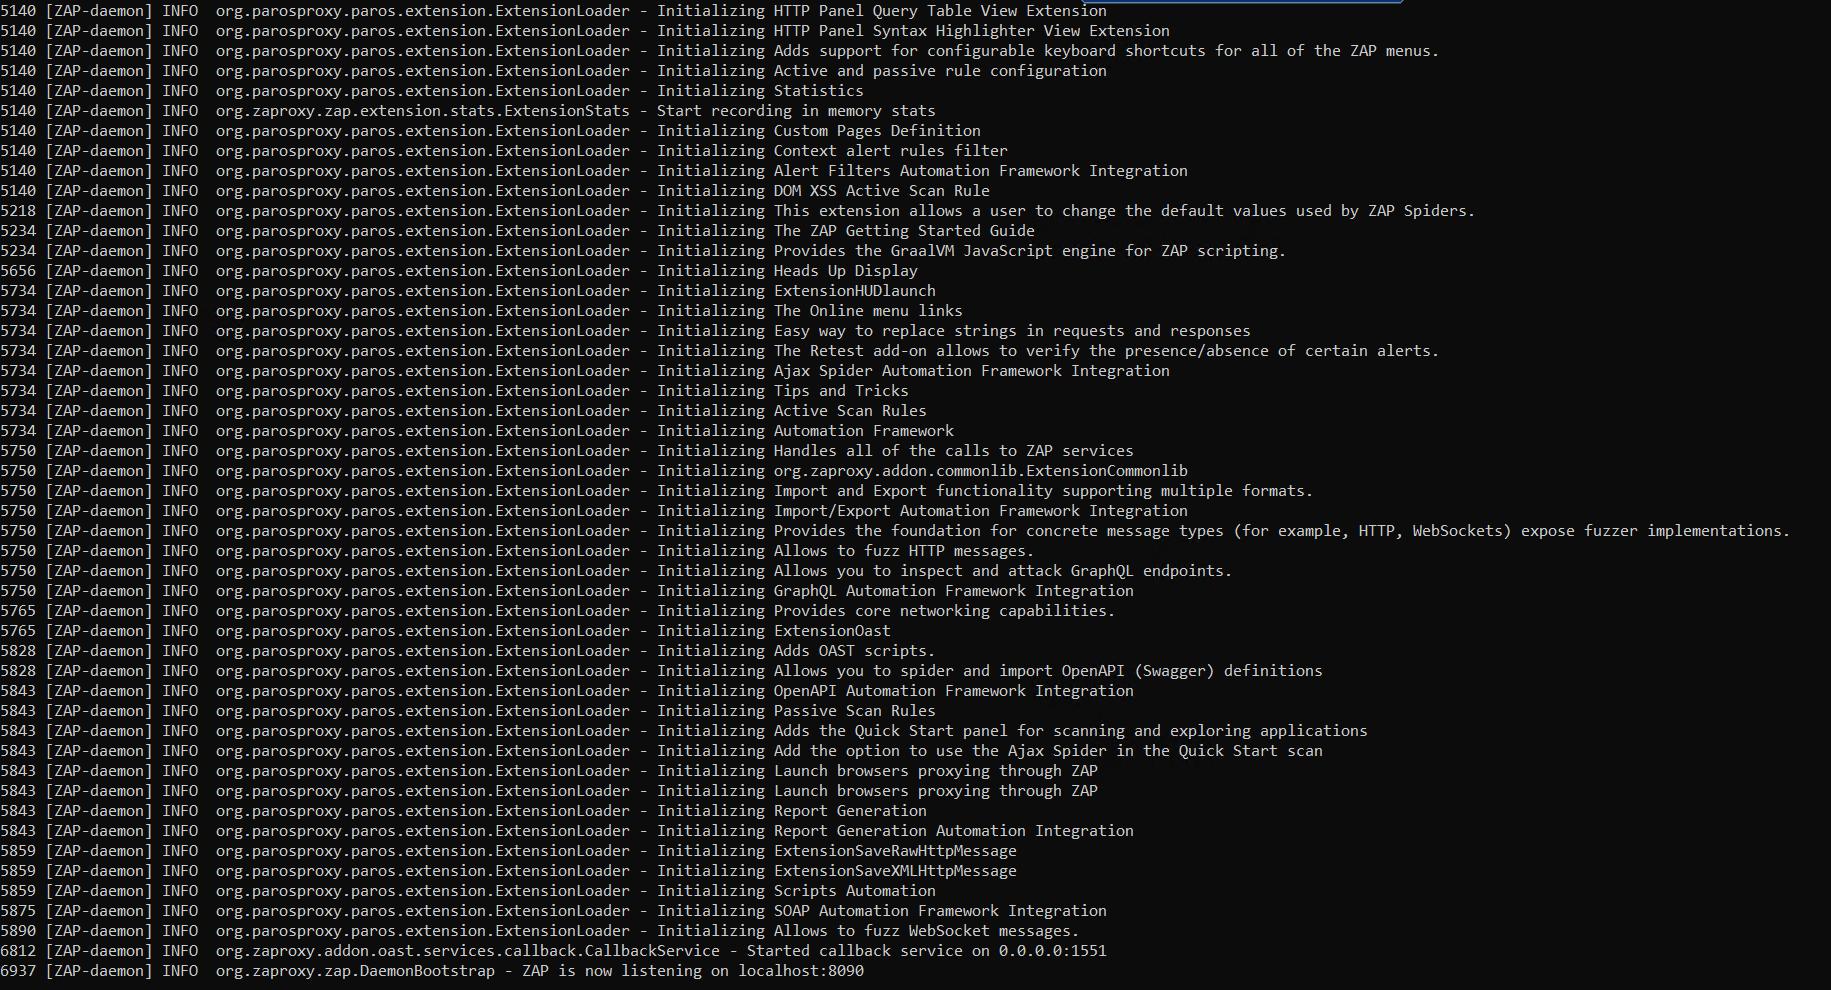 5140 [ZAP-daemon] INFO  org.parosproxy.paros.extension.ExtensionLoader - Initializing HTTP Panel Query Table View Extension
5140 [ZAP-daemon] INFO  org.parosproxy.paros.extension.ExtensionLoader - Initializing HTTP Panel Syntax Highlighter View Extension
5140 [ZAP-daemon] INFO  org.parosproxy.paros.extension.ExtensionLoader - Initializing Adds support for configurable keyboard shortcuts for all of the ZAP menus.
5140 [ZAP-daemon] INFO  org.parosproxy.paros.extension.ExtensionLoader - Initializing Active and passive rule configuration
5140 [ZAP-daemon] INFO  org.parosproxy.paros.extension.ExtensionLoader - Initializing Statistics
5140 [ZAP-daemon] INFO  org.zaproxy.zap.extension.stats.ExtensionStats - Start recording in memory stats
5140 [ZAP-daemon] INFO  org.parosproxy.paros.extension.ExtensionLoader - Initializing Custom Pages Definition
5140 [ZAP-daemon] INFO  org.parosproxy.paros.extension.ExtensionLoader - Initializing Context alert rules filter
5140 [ZAP-daemon] INFO  org.parosproxy.paros.extension.ExtensionLoader - Initializing Alert Filters Automation Framework Integration
5140 [ZAP-daemon] INFO  org.parosproxy.paros.extension.ExtensionLoader - Initializing DOM XSS Active Scan Rule
5218 [ZAP-daemon] INFO  org.parosproxy.paros.extension.ExtensionLoader - Initializing This extension allows a user to change the default values used by ZAP Spiders.
5234 [ZAP-daemon] INFO  org.parosproxy.paros.extension.ExtensionLoader - Initializing The ZAP Getting Started Guide
5234 [ZAP-daemon] INFO  org.parosproxy.paros.extension.ExtensionLoader - Initializing Provides the GraalVM JavaScript engine for ZAP scripting.
5656 [ZAP-daemon] INFO  org.parosproxy.paros.extension.ExtensionLoader - Initializing Heads Up Display
5734 [ZAP-daemon] INFO  org.parosproxy.paros.extension.ExtensionLoader - Initializing ExtensionHUDlaunch
5734 [ZAP-daemon] INFO  org.parosproxy.paros.extension.ExtensionLoader - Initializing The Online menu links
5734 [ZAP-daemon] INFO  org.parosproxy.paros.extension.ExtensionLoader - Initializing Easy way to replace strings in requests and responses
5734 [ZAP-daemon] INFO  org.parosproxy.paros.extension.ExtensionLoader - Initializing The Retest add-on allows to verify the presence/absence of certain alerts.
5734 [ZAP-daemon] INFO  org.parosproxy.paros.extension.ExtensionLoader - Initializing Ajax Spider Automation Framework Integration
5734 [ZAP-daemon] INFO  org.parosproxy.paros.extension.ExtensionLoader - Initializing Tips and Tricks
5734 [ZAP-daemon] INFO  org.parosproxy.paros.extension.ExtensionLoader - Initializing Active Scan Rules
5734 [ZAP-daemon] INFO  org.parosproxy.paros.extension.ExtensionLoader - Initializing Automation Framework
5750 [ZAP-daemon] INFO  org.parosproxy.paros.extension.ExtensionLoader - Initializing Handles all of the calls to ZAP services
5750 [ZAP-daemon] INFO  org.parosproxy.paros.extension.ExtensionLoader - Initializing org.zaproxy.addon.commonlib.ExtensionCommonlib
5750 [ZAP-daemon] INFO  org.parosproxy.paros.extension.ExtensionLoader - Initializing Import and Export functionality supporting multiple formats.
5750 [ZAP-daemon] INFO  org.parosproxy.paros.extension.ExtensionLoader - Initializing Import/Export Automation Framework Integration
5750 [ZAP-daemon] INFO  org.parosproxy.paros.extension.ExtensionLoader - Initializing Provides the foundation for concrete message types (for example, HTTP, WebSockets) expose fuzzer implementations.
5750 [ZAP-daemon] INFO  org.parosproxy.paros.extension.ExtensionLoader - Initializing Allows to fuzz HTTP messages.
5750 [ZAP-daemon] INFO  org.parosproxy.paros.extension.ExtensionLoader - Initializing Allows you to inspect and attack GraphQL endpoints.
5750 [ZAP-daemon] INFO  org.parosproxy.paros.extension.ExtensionLoader - Initializing GraphQL Automation Framework Integration
5765 [ZAP-daemon] INFO  org.parosproxy.paros.extension.ExtensionLoader - Initializing Provides core networking capabilities.
5765 [ZAP-daemon] INFO  org.parosproxy.paros.extension.ExtensionLoader - Initializing ExtensionOast
5828 [ZAP-daemon] INFO  org.parosproxy.paros.extension.ExtensionLoader - Initializing Adds OAST scripts.
5828 [ZAP-daemon] INFO  org.parosproxy.paros.extension.ExtensionLoader - Initializing Allows you to spider and import OpenAPI (Swagger) definitions
5843 [ZAP-daemon] INFO  org.parosproxy.paros.extension.ExtensionLoader - Initializing OpenAPI Automation Framework Integration
5843 [ZAP-daemon] INFO  org.parosproxy.paros.extension.ExtensionLoader - Initializing Passive Scan Rules
5843 [ZAP-daemon] INFO  org.parosproxy.paros.extension.ExtensionLoader - Initializing Adds the Quick Start panel for scanning and exploring applications
5843 [ZAP-daemon] INFO  org.parosproxy.paros.extension.ExtensionLoader - Initializing Add the option to use the Ajax Spider in the Quick Start scan
5843 [ZAP-daemon] INFO  org.parosproxy.paros.extension.ExtensionLoader - Initializing Launch browsers proxying through ZAP
5843 [ZAP-daemon] INFO  org.parosproxy.paros.extension.ExtensionLoader - Initializing Launch browsers proxying through ZAP
5843 [ZAP-daemon] INFO  org.parosproxy.paros.extension.ExtensionLoader - Initializing Report Generation
5843 [ZAP-daemon] INFO  org.parosproxy.paros.extension.ExtensionLoader - Initializing Report Generation Automation Integration
5859 [ZAP-daemon] INFO  org.parosproxy.paros.extension.ExtensionLoader - Initializing ExtensionSaveRawHttpMessage
5859 [ZAP-daemon] INFO  org.parosproxy.paros.extension.ExtensionLoader - Initializing ExtensionSaveXMLHttpMessage
5859 [ZAP-daemon] INFO  org.parosproxy.paros.extension.ExtensionLoader - Initializing Scripts Automation
5875 [ZAP-daemon] INFO  org.parosproxy.paros.extension.ExtensionLoader - Initializing SOAP Automation Framework Integration
5890 [ZAP-daemon] INFO  org.parosproxy.paros.extension.ExtensionLoader - Initializing Allows to fuzz WebSocket messages.
6812 [ZAP-daemon] INFO  org.zaproxy.addon.oast.services.callback.CallbackService - Started callback service on 0.0.0.0:1551
6937 [ZAP-daemon] INFO  org.zaproxy.zap.DaemonBootstrap - ZAP is now listening on localhost:8090